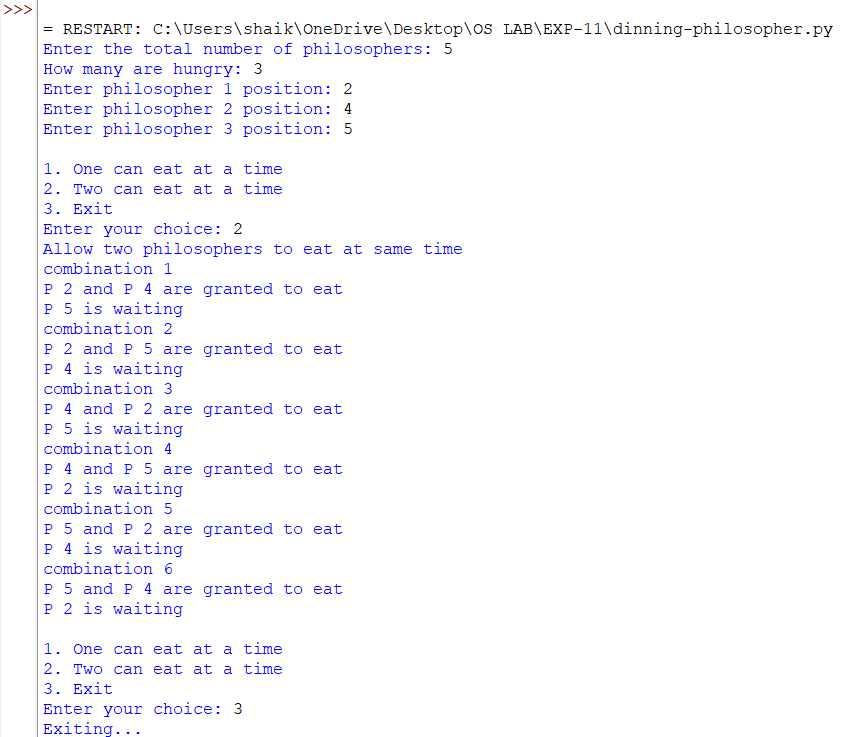 >>>
= RESTART: C:\Users\shaik\OneDrive\Desktop\OS LAB\EXP-11\dinning-philosopher.py
Enter the total number of philosophers: 5
How many are hungry: 3
Enter philosopher 1 position: 2
Enter philosopher 2 position: 4
Enter philosopher 3 position: 5
1. One can eat at a time
2. Two can eat at a time
3. Exit
Enter your choice: 2
Allow two philosophers to eat at same time
combination 1
P 2 and P 4 are granted to eat
P 5 is waiting
combination 2
P 2 and P 5 are granted to eat
P 4 is waiting
combination 3
P 4 and P 2 are granted to eat
P 5 is waiting
combination 4
P 4 and P 5 are granted to eat
P 2 is waiting
combination 5
P 5 and P 2 are granted to eat
P 4 is waiting
combination 6
P 5 and P 4 are granted to eat
P 2 is waiting
1. One can eat at a time
2. Two can eat at a time
3. Exit
Enter your choice: 3
Exiting...